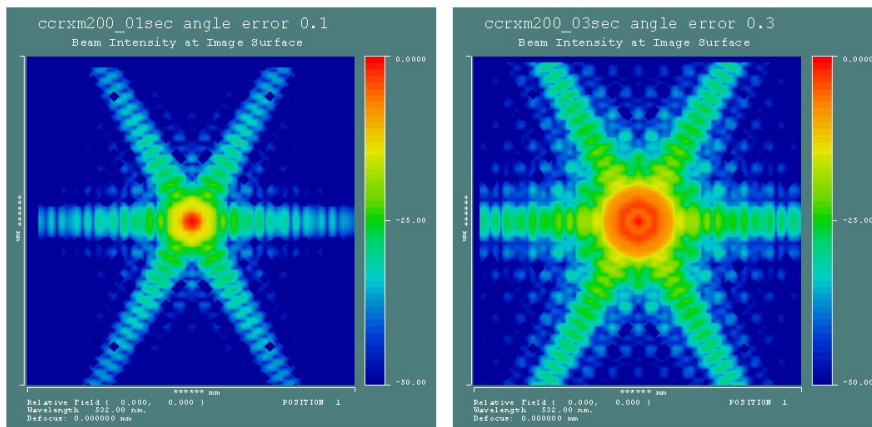 ccrxm200_01sec angle error 0.1
Beam Intensity at Image Surface
0.0000
-25.00
-50.00
****** mm
Relative Field ( 0.000, 0.000 ) POSITION 1
Wavelength 532.00 nm.
Defocus: 0.000000 mm
ccrxm200_03sec angle error 0.3
Beam Intensity at Image Surface
0.0000
-25.00
-50.00
****** mm
Relative Field ( 0.000, 0.000 ) POSITION 1
Wavelength 532.00 nm.
Defocus: 0.000000 mm